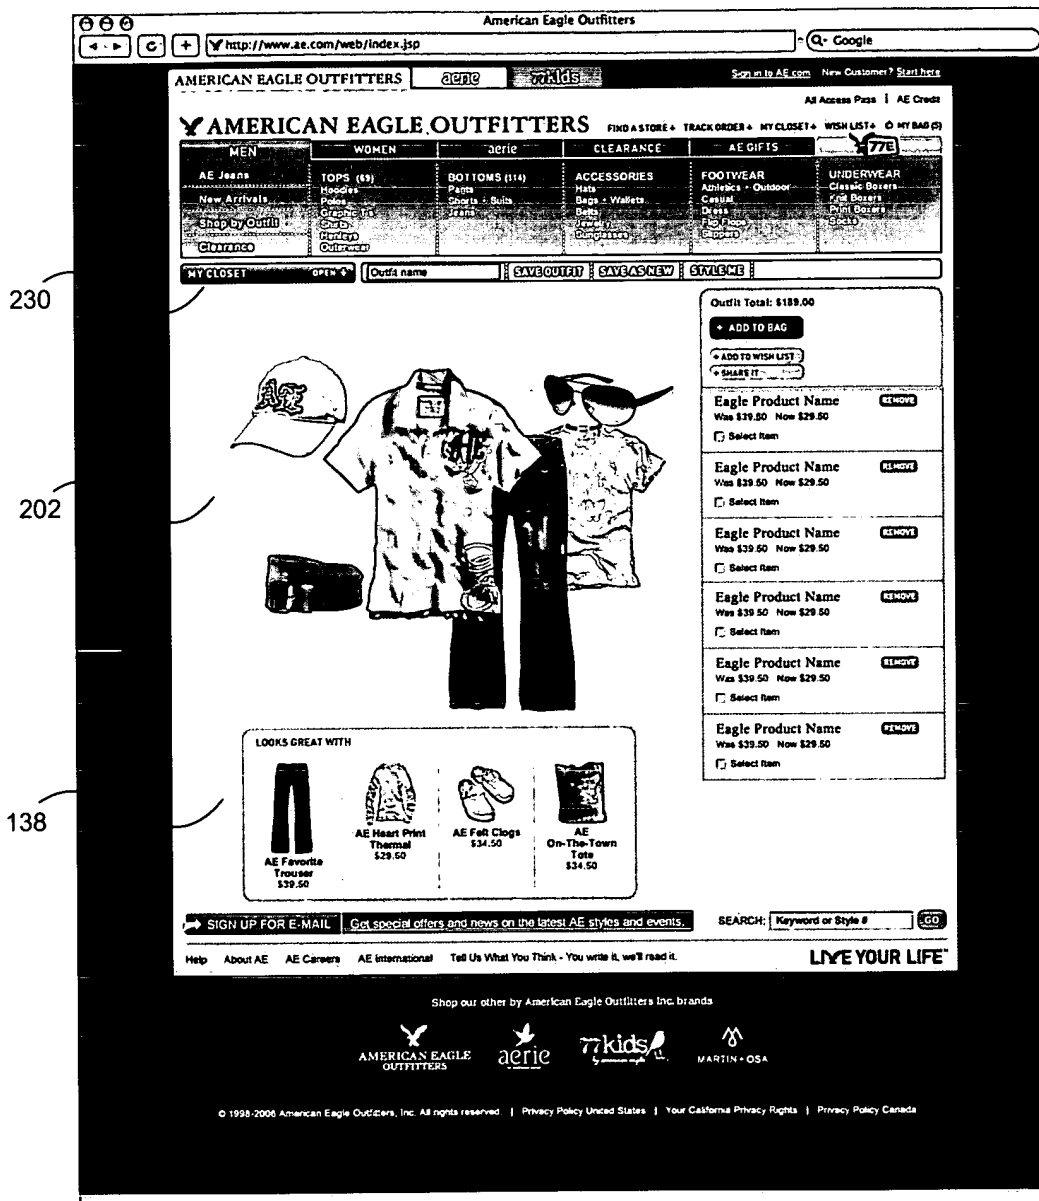 American Eagle Outfitters
http://www.ae.com/web/index.jsp
Google
AMERICAN EAGLE OUTFITTERS aerie 77kids Sign in to AE.com New Customer? Start here
All Access Pass | AE Credit
AMERICAN EAGLE OUTFITTERS FIND A STORE TRACK ORDER MY CLOSET WISH LIST MY BAG (5)
MEN WOMEN aerie CLEARANCE AE GIFTS 77E
AE Jeans
New Arrivals
Shop by Outfit
Clearance
TOPS (69)
Hoodies
Polos
Graphic T's
Shirts
Henleys
Outerwear
BOTTOMS (114)
Pants
Shorts + Suits
Jeans
ACCESSORIES
Hats
Bags + Wallets
Belts
Jewelry
Sunglasses
FOOTWEAR
Athletics + Outdoor
Casual
Dress
Flip Flops
Slippers
UNDERWEAR
Classic Boxers
Knit Boxers
Print Boxers
Socks
MY CLOSET OPEN Outfit name SAVE OUTFIT SAVE AS NEW STYLE ME
230
Outfit Total: $189.00
+ ADD TO BAG
+ ADD TO WISH LIST
+ SHARE IT
AE
Eagle Product Name REMOVE
Was $39.50 Now $29.50
Select Item
Eagle Product Name REMOVE
Was $39.50 Now $29.50
Select Item
202
Eagle Product Name REMOVE
Was $39.50 Now $29.50
Select Item
Eagle Product Name REMOVE
Was $39.50 Now $29.50
Select Item
Eagle Product Name REMOVE
Was $39.50 Now $29.50
Select Item
Eagle Product Name REMOVE
Was $39.50 Now $29.50
Select Item
LOOKS GREAT WITH
138
AE Favorite
Trouser
$39.50
AE Heart Print
Thermal
$29.50
AE Felt Clogs
$34.50
AE
On-The-Town
Tote
$34.50
SIGN UP FOR E-MAIL Get special offers and news on the latest AE styles and events. SEARCH: Keyword or Style # GO
Help About AE AE Careers AE International Tell Us What You Think - You write it, we'll read it. LIVE YOUR LIFE™
Shop our other by American Eagle Outfitters Inc. brands
AMERICAN EAGLE
OUTFITTERS
aerie
77kids
by american eagle
MARTIN + OSA
© 1998-2006 American Eagle Outfitters, Inc. All rights reserved. | Privacy Policy United States | Your California Privacy Rights | Privacy Policy Canada